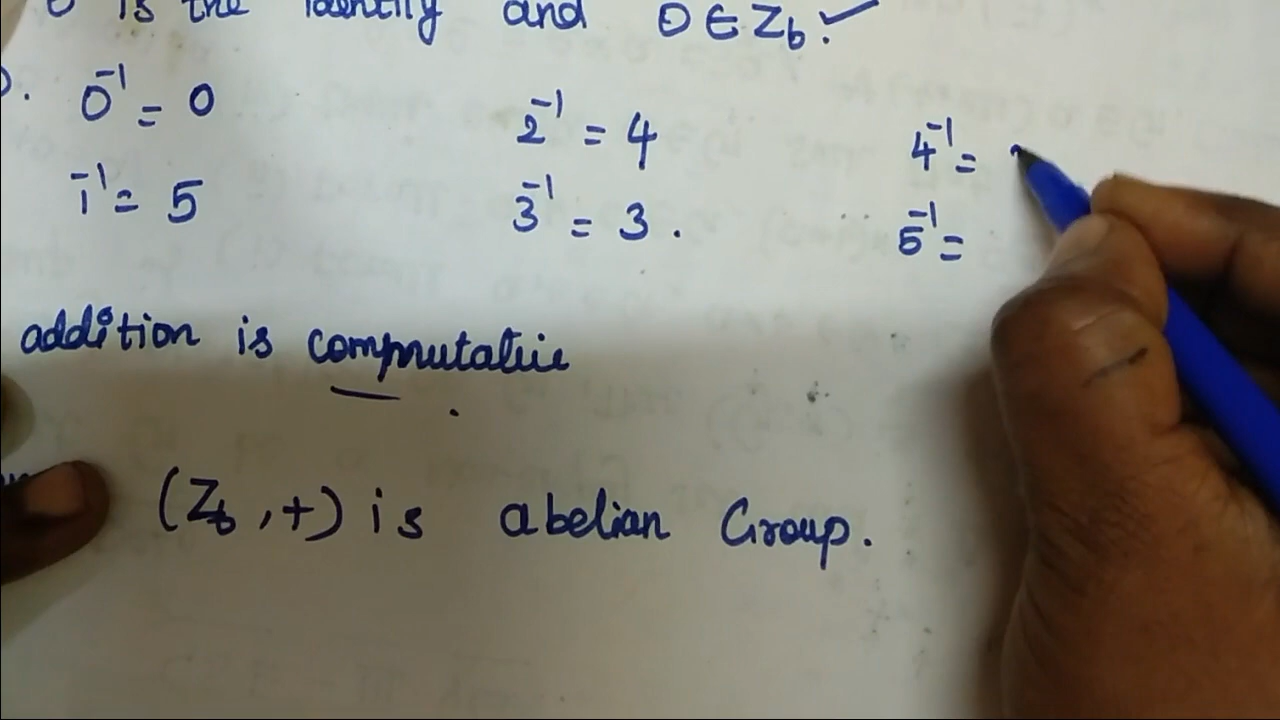 0 is the identity and 0 ∈ Z₆. ✓
0⁻¹ = 0 2⁻¹ = 4 4⁻¹ =
1⁻¹ = 5 3⁻¹ = 3. 5⁻¹ =
addition is commutative
(Z₆, +) is abelian Group.